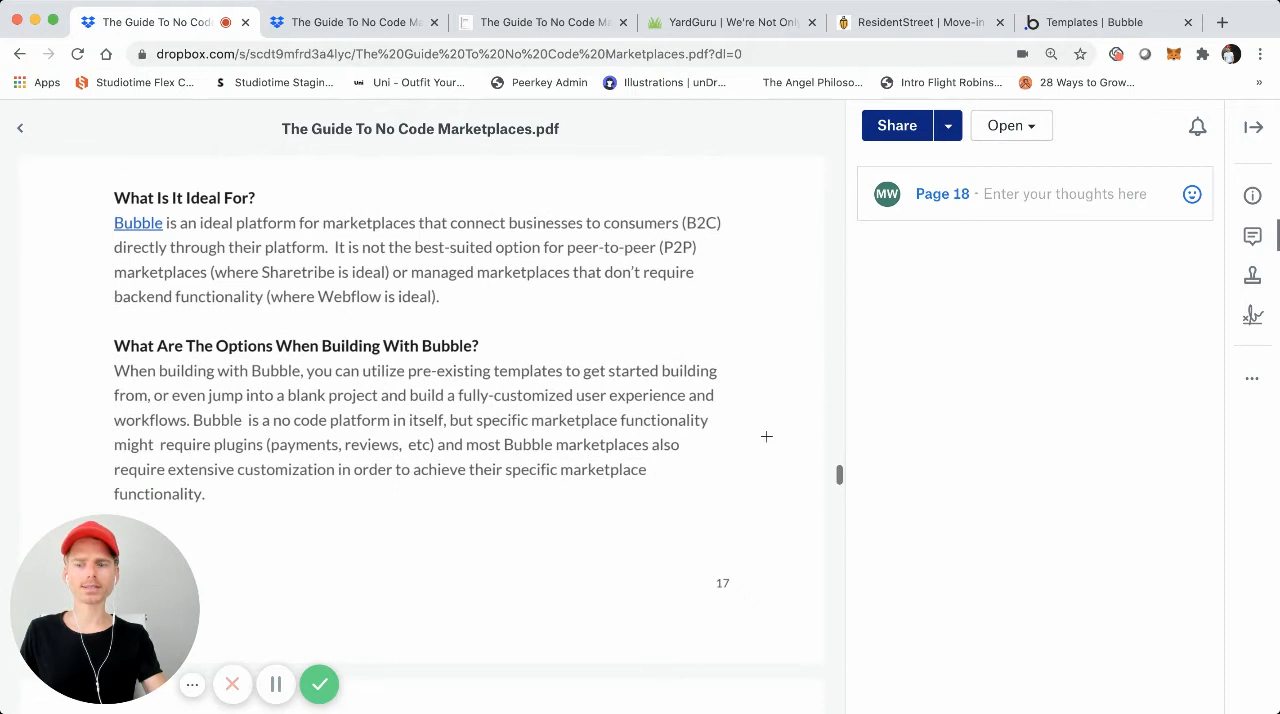 The Guide To No Cod
The Guide To No Code Ma
The Guide To No Code Ma
YardGuru | We're Not Onl
ResidentStreet | Move-in
Templates | Bubble
dropbox.com/s/scdt9mfrd3a4lyc/The%20Guide%20To%20No%20Code%20Marketplaces.pdf?dl=0
Apps
Studiotime Flex C...
Studiotime Stagin...
Uni - Outfit Your...
Peerkey Admin
Illustrations | unDr...
The Angel Philoso...
Intro Flight Robins...
28 Ways to Grow...
»
The Guide To No Code Marketplaces.pdf
Share
Open
What Is It Ideal For?
Bubble is an ideal platform for marketplaces that connect businesses to consumers (B2C)
directly through their platform. It is not the best-suited option for peer-to-peer (P2P)
marketplaces (where Sharetribe is ideal) or managed marketplaces that don't require
backend functionality (where Webflow is ideal).
What Are The Options When Building With Bubble?
When building with Bubble, you can utilize pre-existing templates to get started building
from, or even jump into a blank project and build a fully-customized user experience and
workflows. Bubble is a no code platform in itself, but specific marketplace functionality
might require plugins (payments, reviews, etc) and most Bubble marketplaces also
require extensive customization in order to achieve their specific marketplace
functionality.
17
MW
Page 18 - Enter your thoughts here